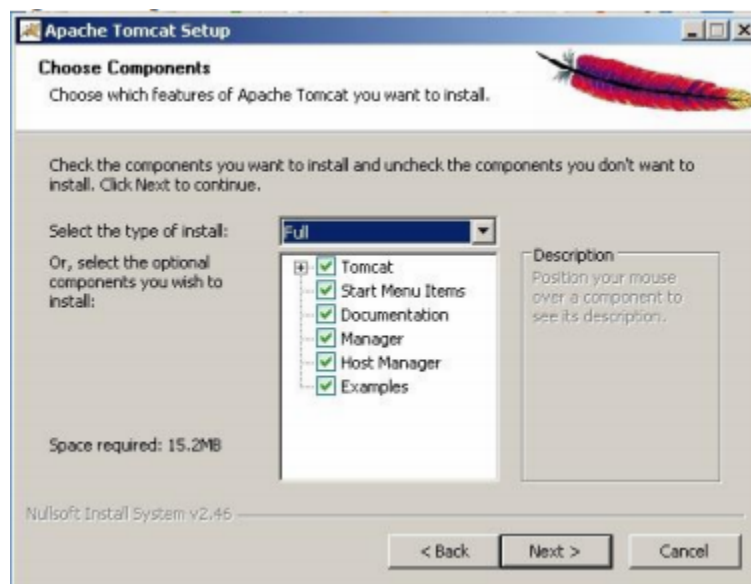 Apache Tomcat Setup
Choose Components
Choose which features of Apache Tomcat you want to install.
Check the components you want to install and uncheck the components you don't want to
install. Click Next to continue.
Select the type of install:
Full
Or, select the optional
components you wish to
install:
Tomcat
Start Menu Items
Documentation
Manager
Host Manager
Examples
Description
Position your mouse
over a component to
see its description.
Space required: 15.2MB
Nullsoft Install System v2.46
< Back
Next >
Cancel